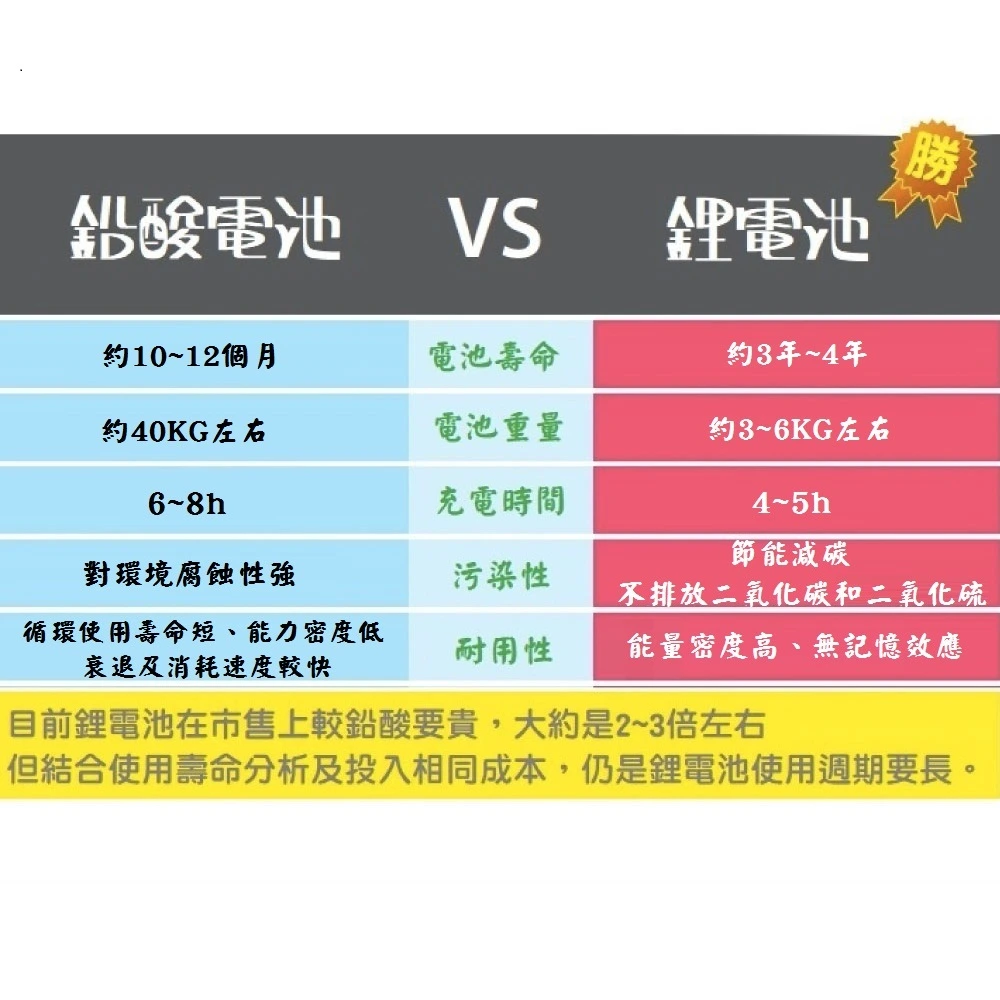 勝
鉛酸電池 VS 鋰電池
約10~12個月 電池壽命 約3年~4年
約40KG左右 電池重量 約3~6KG左右
6~8h 充電時間 4~5h
對環境腐蝕性強 污染性 節能減碳
不排放二氧化碳和二氧化硫
循環使用壽命短、能力密度低
衰退及消耗速度較快 耐用性 能量密度高、無記憶效應
目前鋰電池在市售上較鉛酸要貴，大約是2~3倍左右
但結合使用壽命分析及投入相同成本，仍是鋰電池使用週期要長。